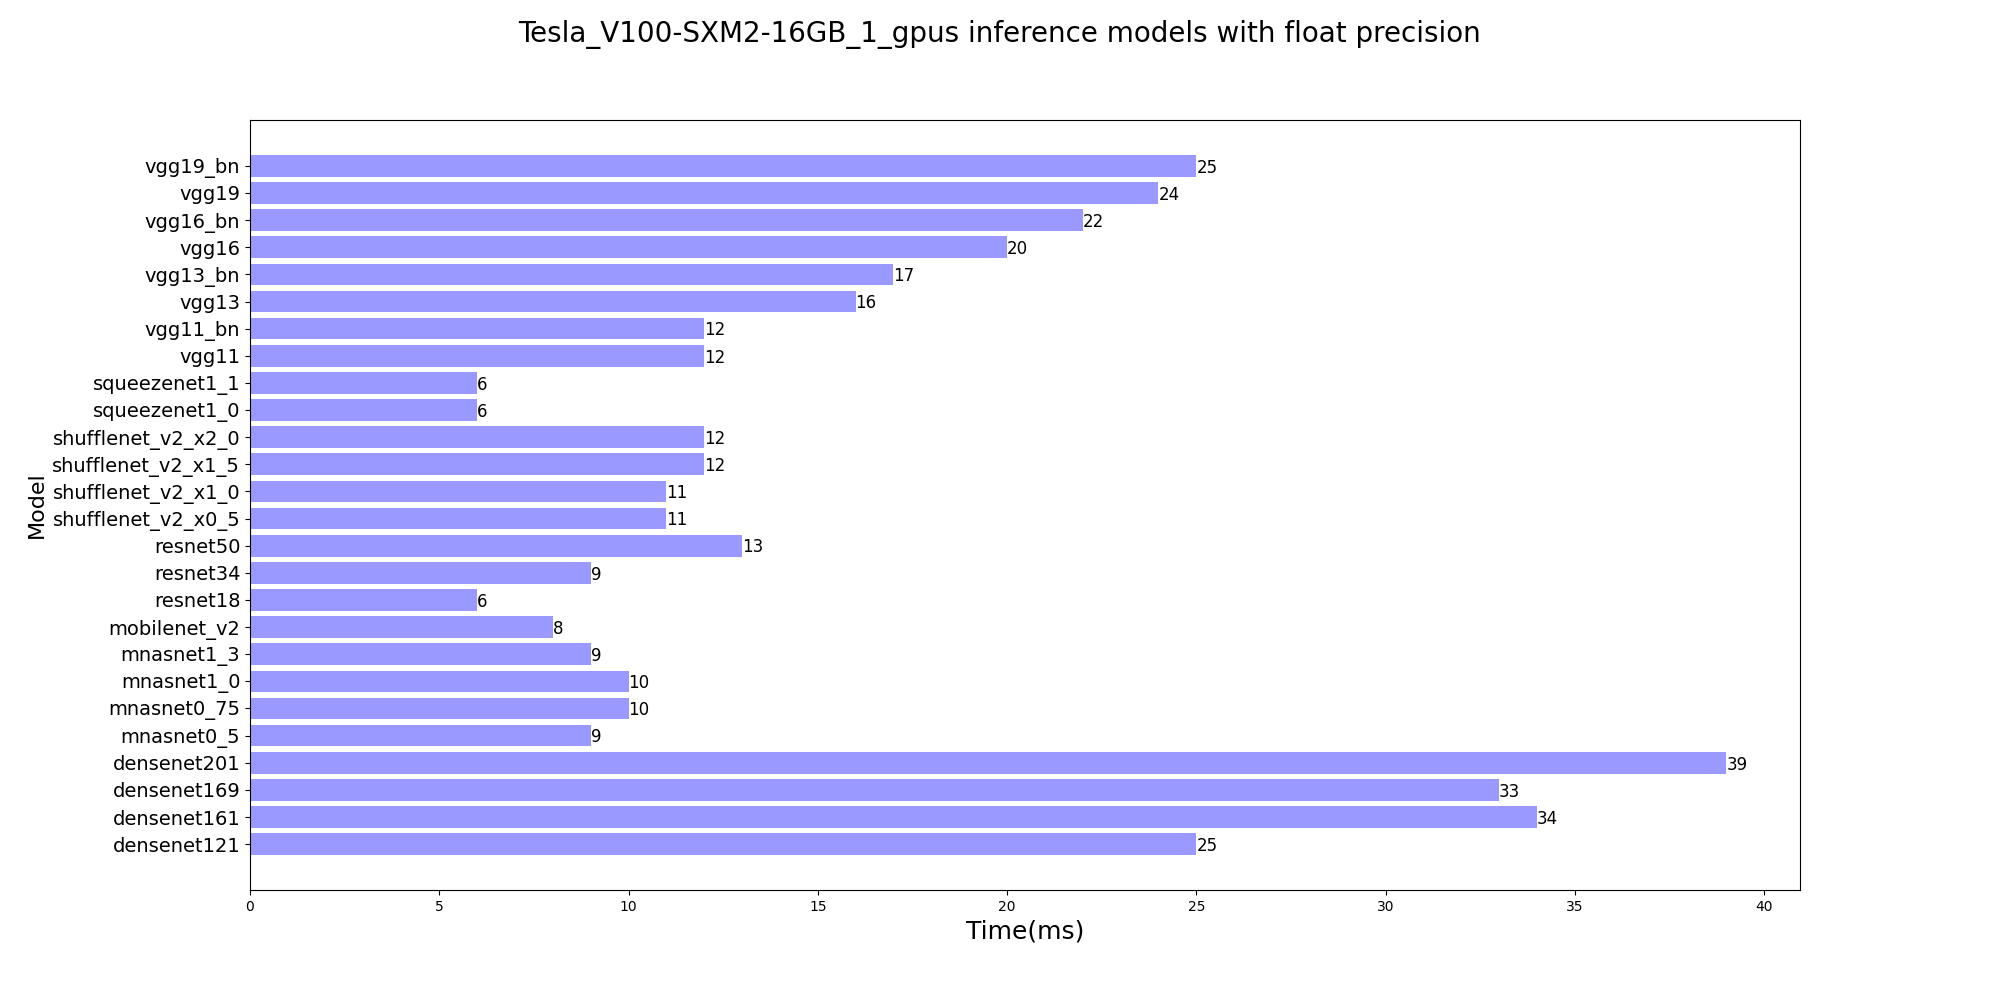 Tesla_V100-SXM2-16GB_1_gpus inference models with float precision
vgg19_bn 25
vgg19 24
vgg16_bn 22
vgg16 20
vgg13_bn 17
vgg13 16
vgg11_bn 12
vgg11 12
squeezenet1_1 6
squeezenet1_0 6
shufflenet_v2_x2_0 12
shufflenet_v2_x1_5 12
shufflenet_v2_x1_0 11
shufflenet_v2_x0_5 11
resnet50 13
resnet34 9
resnet18 6
mobilenet_v2 8
mnasnet1_3 9
mnasnet1_0 10
mnasnet0_75 10
mnasnet0_5 9
densenet201 39
densenet169 33
densenet161 34
densenet121 25
Model
0 5 10 15 20 25 30 35 40
Time(ms)